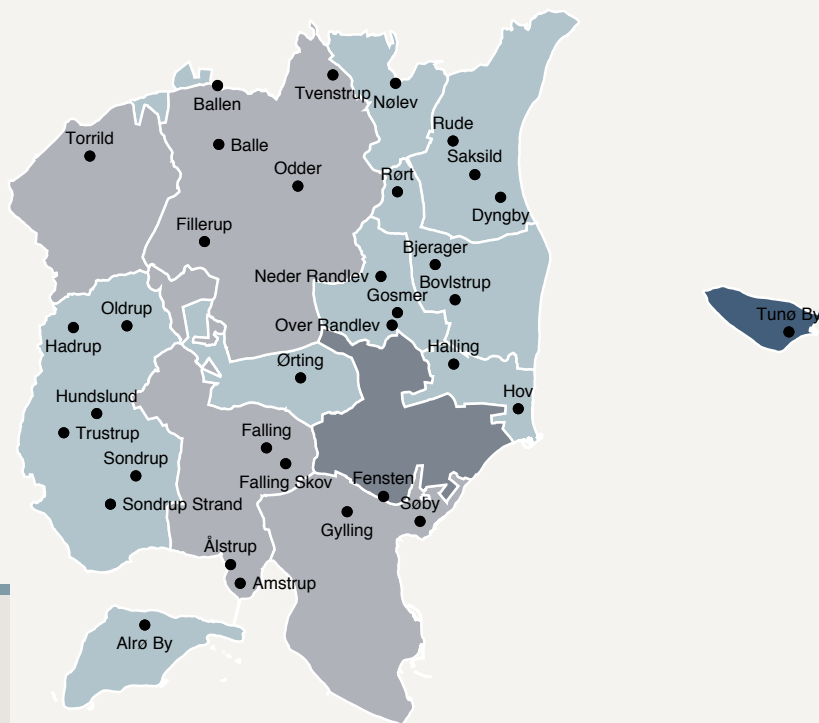 Tvenstrup
Nølev
Ballen
Rude
Torrild
Balle
Saksild
Odder
Rørt
Dyngby
Fillerup
Bjerager
Neder Randlev
Bovlstrup
Gosmer
Oldrup
Over Randlev
Tunø By
Hadrup
Halling
Ørting
Hov
Hundslund
Trustrup
Falling
Sondrup
Falling Skov
Fensten
Sondrup Strand
Søby
Gylling
Ålstrup
Amstrup
Alrø By